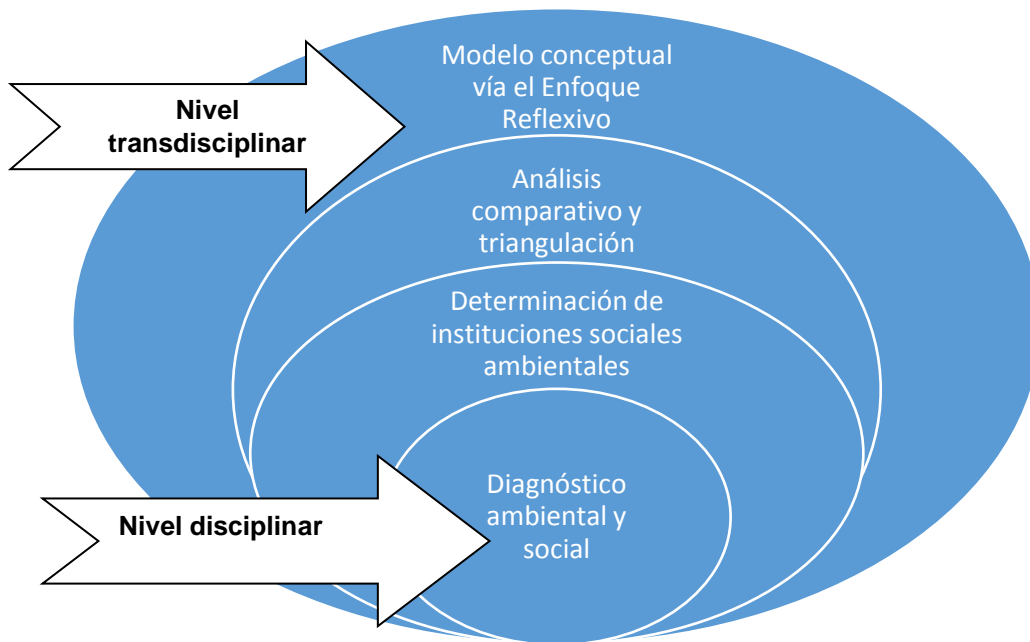 Modelo conceptual
vía el Enfoque
Reflexivo
Nivel
transdisciplinar
Análisis
comparativo y
triangulación
Determinación de
instituciones sociales
ambientales
Diagnóstico
ambiental y
social
Nivel disciplinar